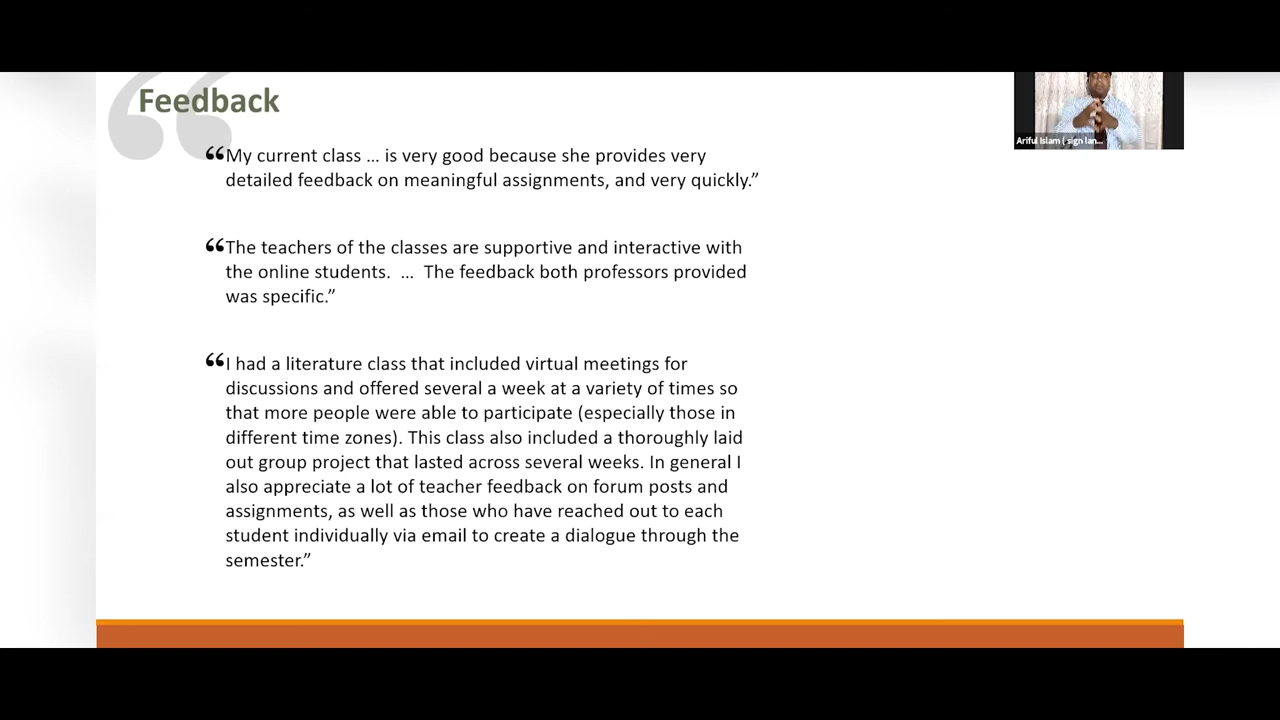 Feedback
Ariful Islam ( sign lan...
“My current class ... is very good because she provides very
detailed feedback on meaningful assignments, and very quickly.”
“The teachers of the classes are supportive and interactive with
the online students.  ...  The feedback both professors provided
was specific.”
“I had a literature class that included virtual meetings for
discussions and offered several a week at a variety of times so
that more people were able to participate (especially those in
different time zones). This class also included a thoroughly laid
out group project that lasted across several weeks. In general I
also appreciate a lot of teacher feedback on forum posts and
assignments, as well as those who have reached out to each
student individually via email to create a dialogue through the
semester.”